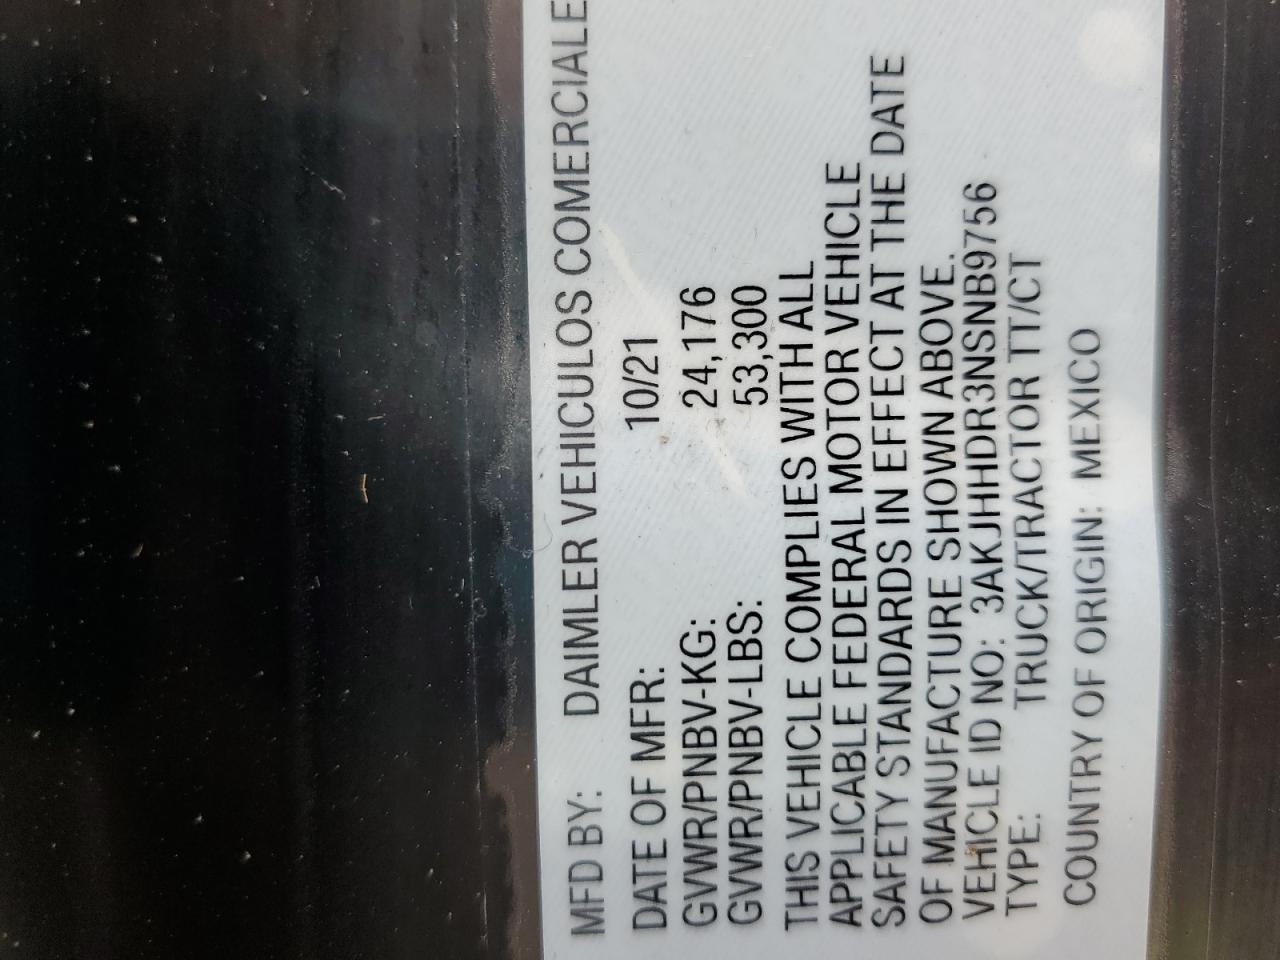 MFD BY: DAIMLER VEHICULOS COMERCIALE
DATE OF MFR: 10/21
GVWR/PNBV-KG: 24,176
GVWR/PNBV-LBS: 53,300
THIS VEHICLE COMPLIES WITH ALL
APPLICABLE FEDERAL MOTOR VEHICLE
SAFETY STANDARDS IN EFFECT AT THE DATE
OF MANUFACTURE SHOWN ABOVE.
VEHICLE ID NO: 3AKJHHDR3NSNB9756
TYPE: TRUCK/TRACTOR TT/CT
COUNTRY OF ORIGIN: MEXICO